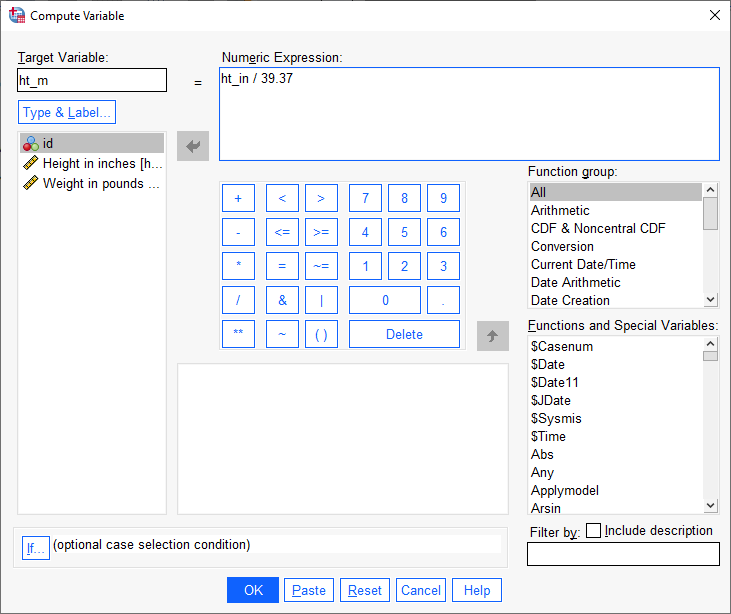 Compute Variable
Target Variable:
ht_m
=
Numeric Expression:
ht_in / 39.37
Type & Label...
id
Height in inches [h...
Weight in pounds ...
+ < > 7 8 9
- <= >= 4 5 6
* = ~= 1 2 3
/ & | 0 .
** ~ ( ) Delete
Function group:
All
Arithmetic
CDF & Noncentral CDF
Conversion
Current Date/Time
Date Arithmetic
Date Creation
Functions and Special Variables:
$Casenum
$Date
$Date11
$JDate
$Sysmis
$Time
Abs
Any
Applymodel
Arsin
If... (optional case selection condition)
Filter by: Include description
OK Paste Reset Cancel Help